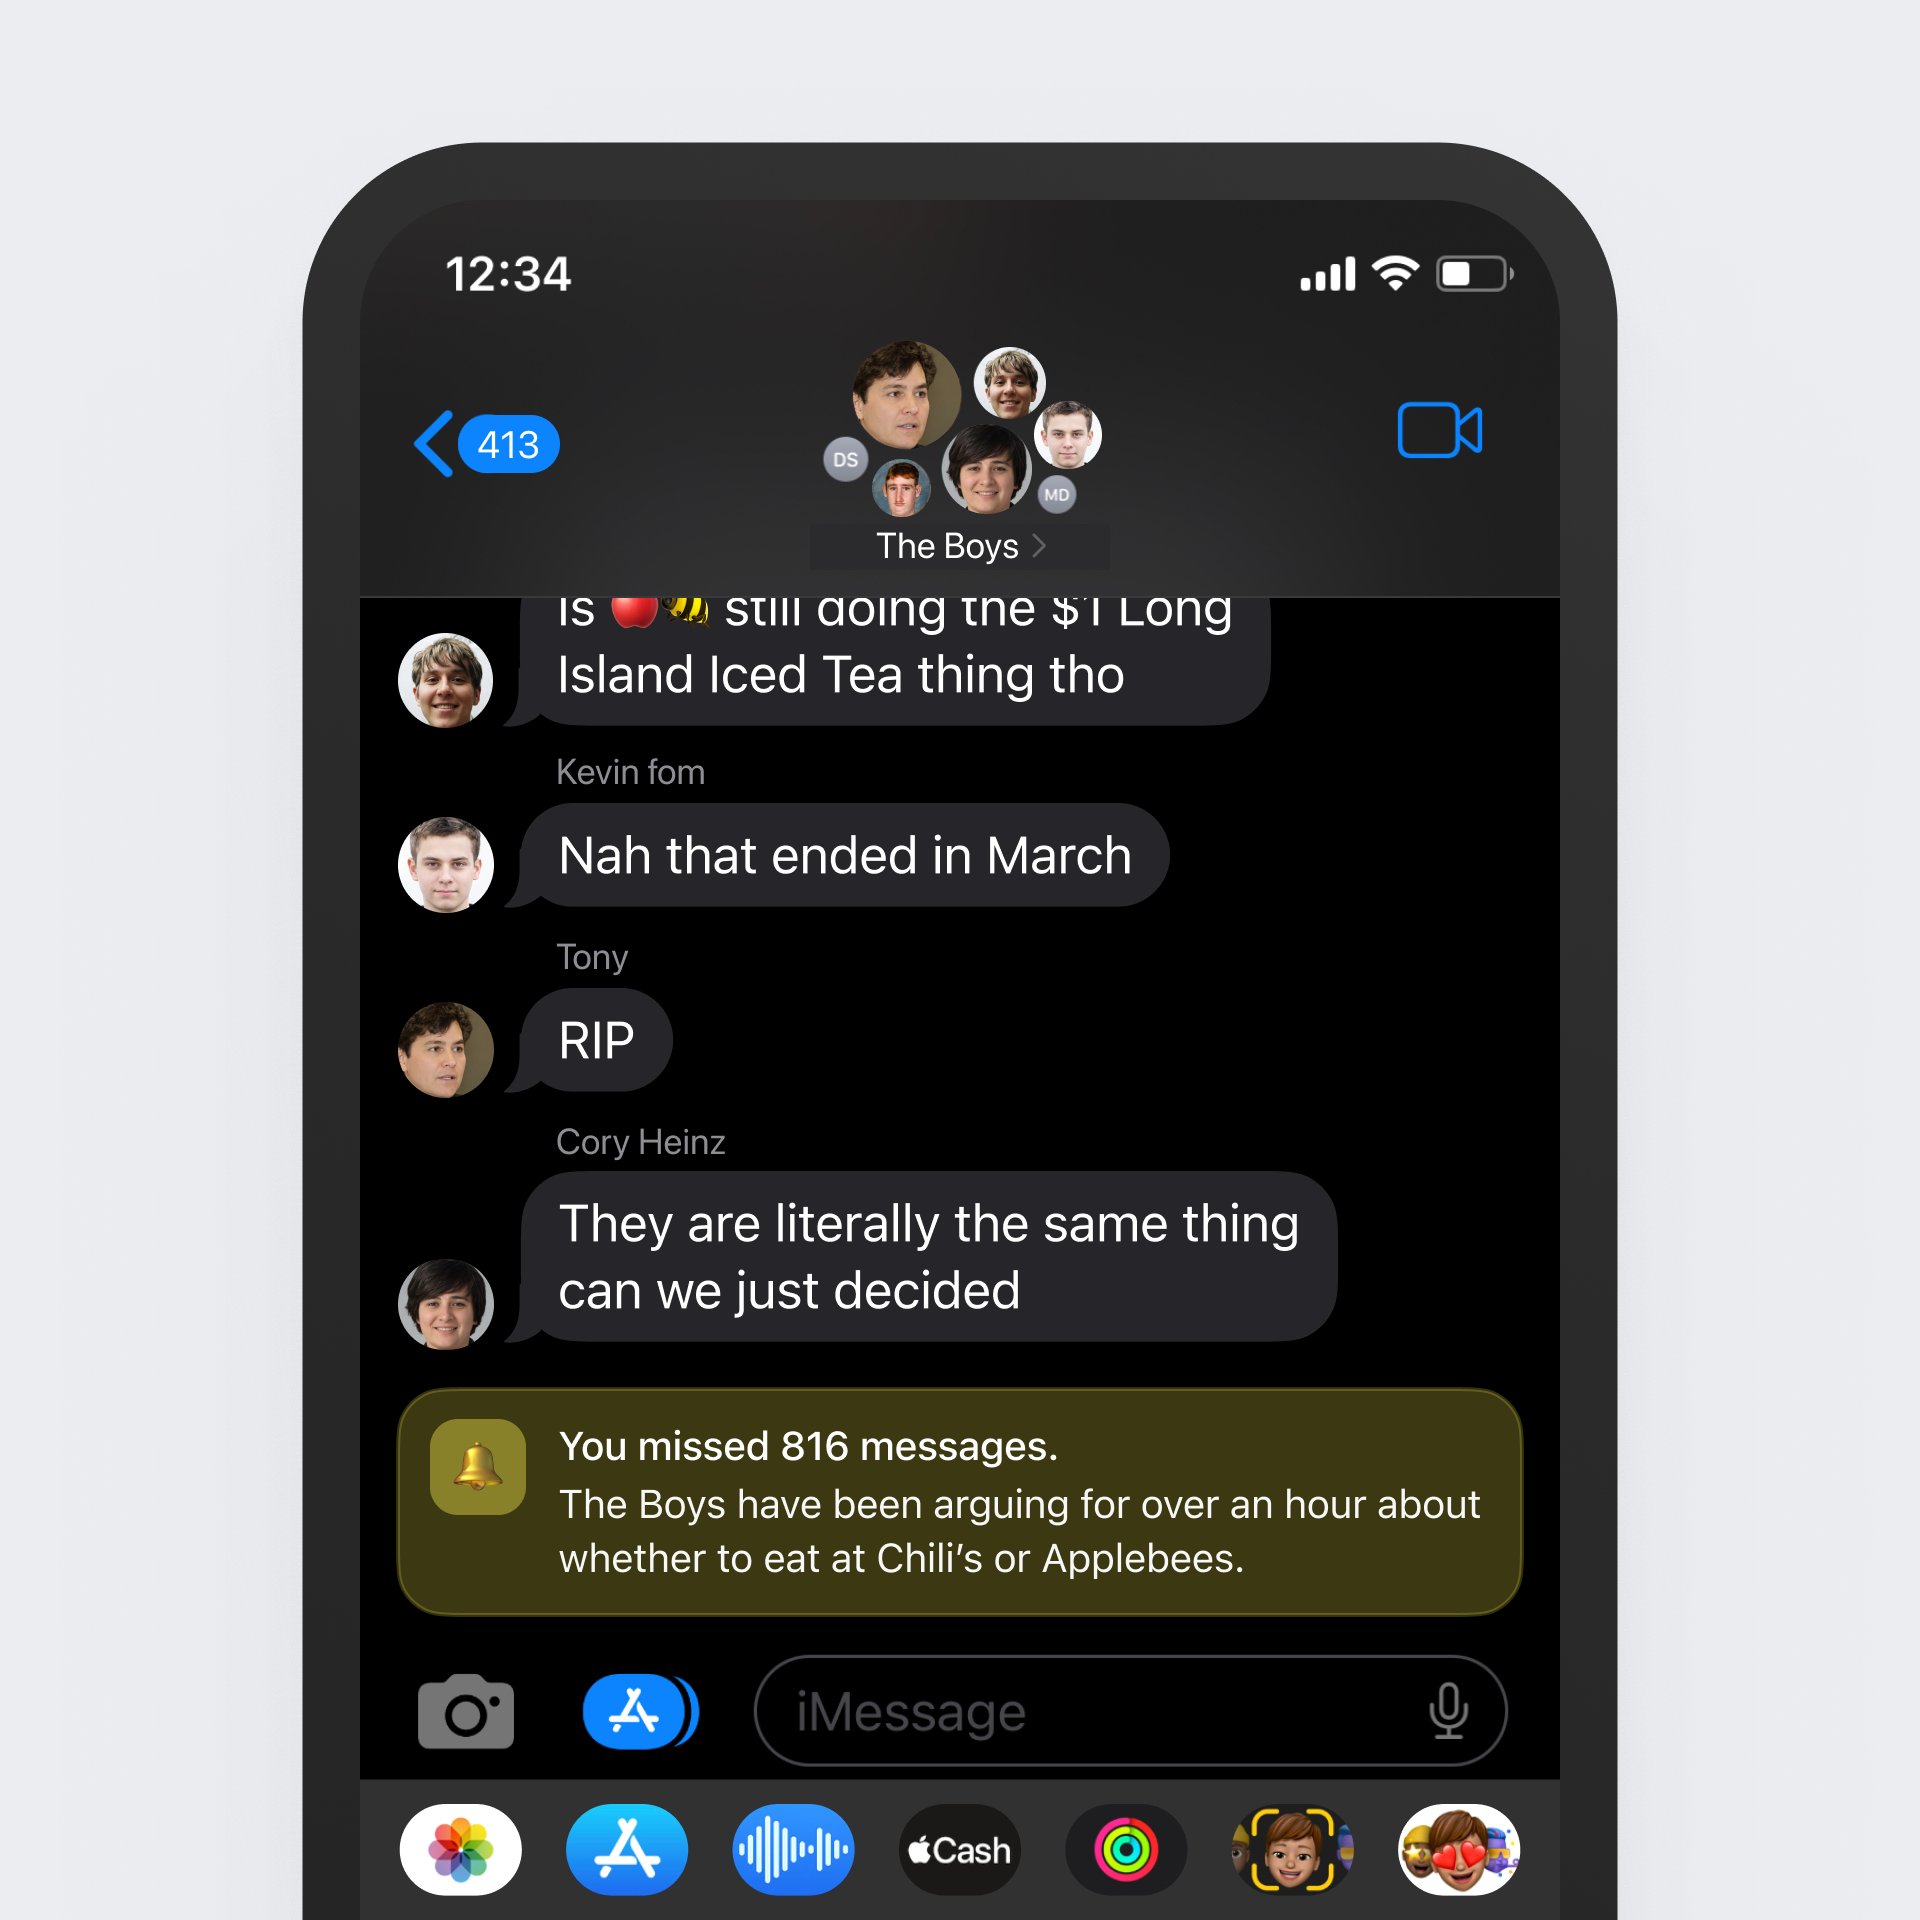 12:34
413
DS
MD
The Boys
Is 🍎🐝 still doing the $1 Long
Island Iced Tea thing tho
Kevin fom
Nah that ended in March
Tony
RIP
Cory Heinz
They are literally the same thing
can we just decided
You missed 816 messages.
The Boys have been arguing for over an hour about
whether to eat at Chili’s or Applebees.
iMessage
Cash